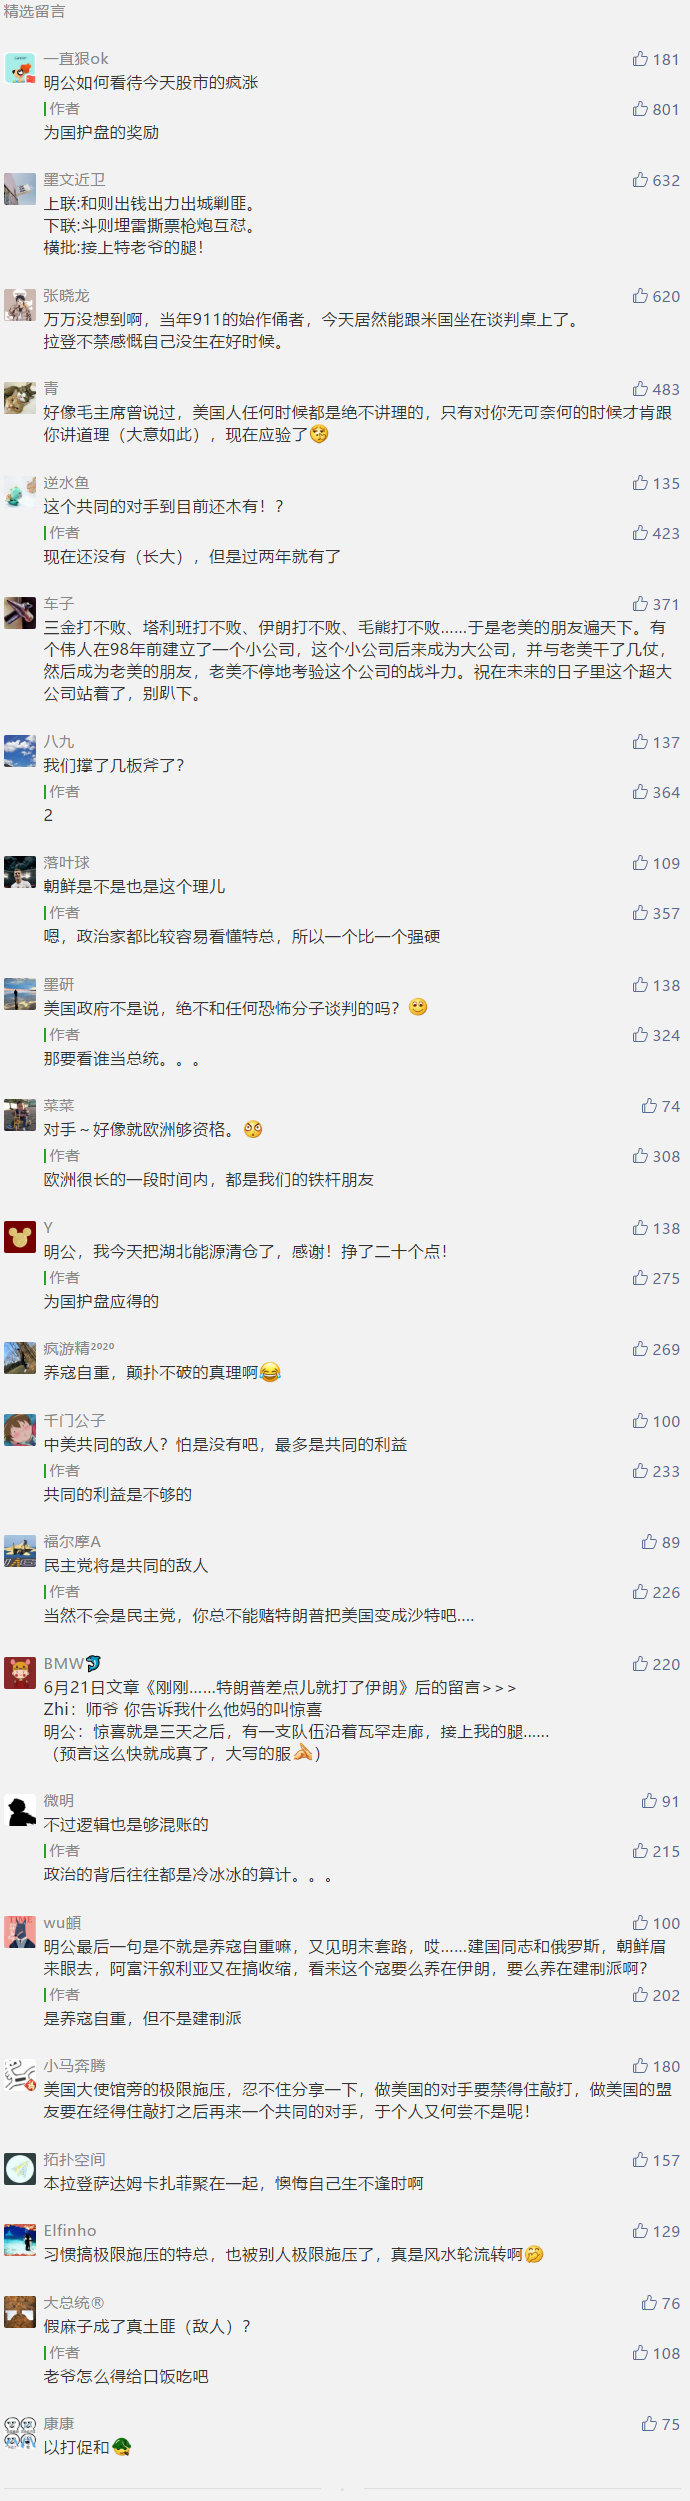 精选留言
一直狠ok 181
明公如何看待今天股市的疯涨
作者 801
为国护盘的奖励
墨文近卫 632
上联:和则出钱出力出城剿匪。
下联:斗则埋雷撕票枪炮互怼。
横批:接上特老爷的腿！
张晓龙 620
万万没想到啊，当年911的始作俑者，今天居然能跟米国坐在谈判桌上了。
拉登不禁感慨自己没生在好时候。
青 483
好像毛主席曾说过，美国人任何时候都是绝不讲理的，只有对你无可奈何的时候才肯跟
你讲道理（大意如此），现在应验了
逆水鱼 135
这个共同的对手到目前还木有！？
作者 423
现在还没有（长大），但是过两年就有了
车子 371
三金打不败、塔利班打不败、伊朗打不败、毛熊打不败......于是老美的朋友遍天下。有
个伟人在98年前建立了一个小公司，这个小公司后来成为大公司，并与老美干了几仗，
然后成为老美的朋友，老美不停地考验这个公司的战斗力。祝在未来的日子里这个超大
公司站着了，别趴下。
八九 137
我们撑了几板斧了？
作者 364
2
落叶球 109
朝鲜是不是也是这个理儿
作者 357
嗯，政治家都比较容易看懂特总，所以一个比一个强硬
墨研 138
美国政府不是说，绝不和任何恐怖分子谈判的吗？
作者 324
那要看谁当总统。。。
菜菜 74
对手～好像就欧洲够资格。
作者 308
欧洲很长的一段时间内，都是我们的铁杆朋友
Y 138
明公，我今天把湖北能源清仓了，感谢！挣了二十个点！
作者 275
为国护盘应得的
疯游精²⁰²⁰ 269
养寇自重，颠扑不破的真理啊😂
千门公子 100
中美共同的敌人？怕是没有吧，最多是共同的利益
作者 233
共同的利益是不够的
福尔摩A 89
民主党将是共同的敌人
作者 226
当然不会是民主党，你总不能赌特朗普把美国变成沙特吧....
BMW🐬 220
6月21日文章《刚刚......特朗普差点儿就打了伊朗》后的留言>>>
Zhi：师爷 你告诉我什么他妈的叫惊喜
明公：惊喜就是三天之后，有一支队伍沿着瓦罕走廊，接上我的腿......
（预言这么快就成真了，大写的服）
微明 91
不过逻辑也是够混账的
作者 215
政治的背后往往都是冷冰冰的算计。。。
wu頔 100
明公最后一句是不就是养寇自重嘛，又见明末套路，哎......建国同志和俄罗斯，朝鲜眉
来眼去，阿富汗叙利亚又在搞收缩，看来这个寇要么养在伊朗，要么养在建制派啊？
作者 202
是养寇自重，但不是建制派
小马奔腾 180
美国大使馆旁的极限施压，忍不住分享一下，做美国的对手要禁得住敲打，做美国的盟
友要在经得住敲打之后再来一个共同的对手，于个人又何尝不是呢！
拓扑空间 157
本拉登萨达姆卡扎菲聚在一起，懊悔自己生不逢时啊
Elfinho 129
习惯搞极限施压的特总，也被别人极限施压了，真是风水轮流转啊
大总统® 76
假麻子成了真土匪（敌人）？
作者 108
老爷怎么得给口饭吃吧
康康 75
以打促和